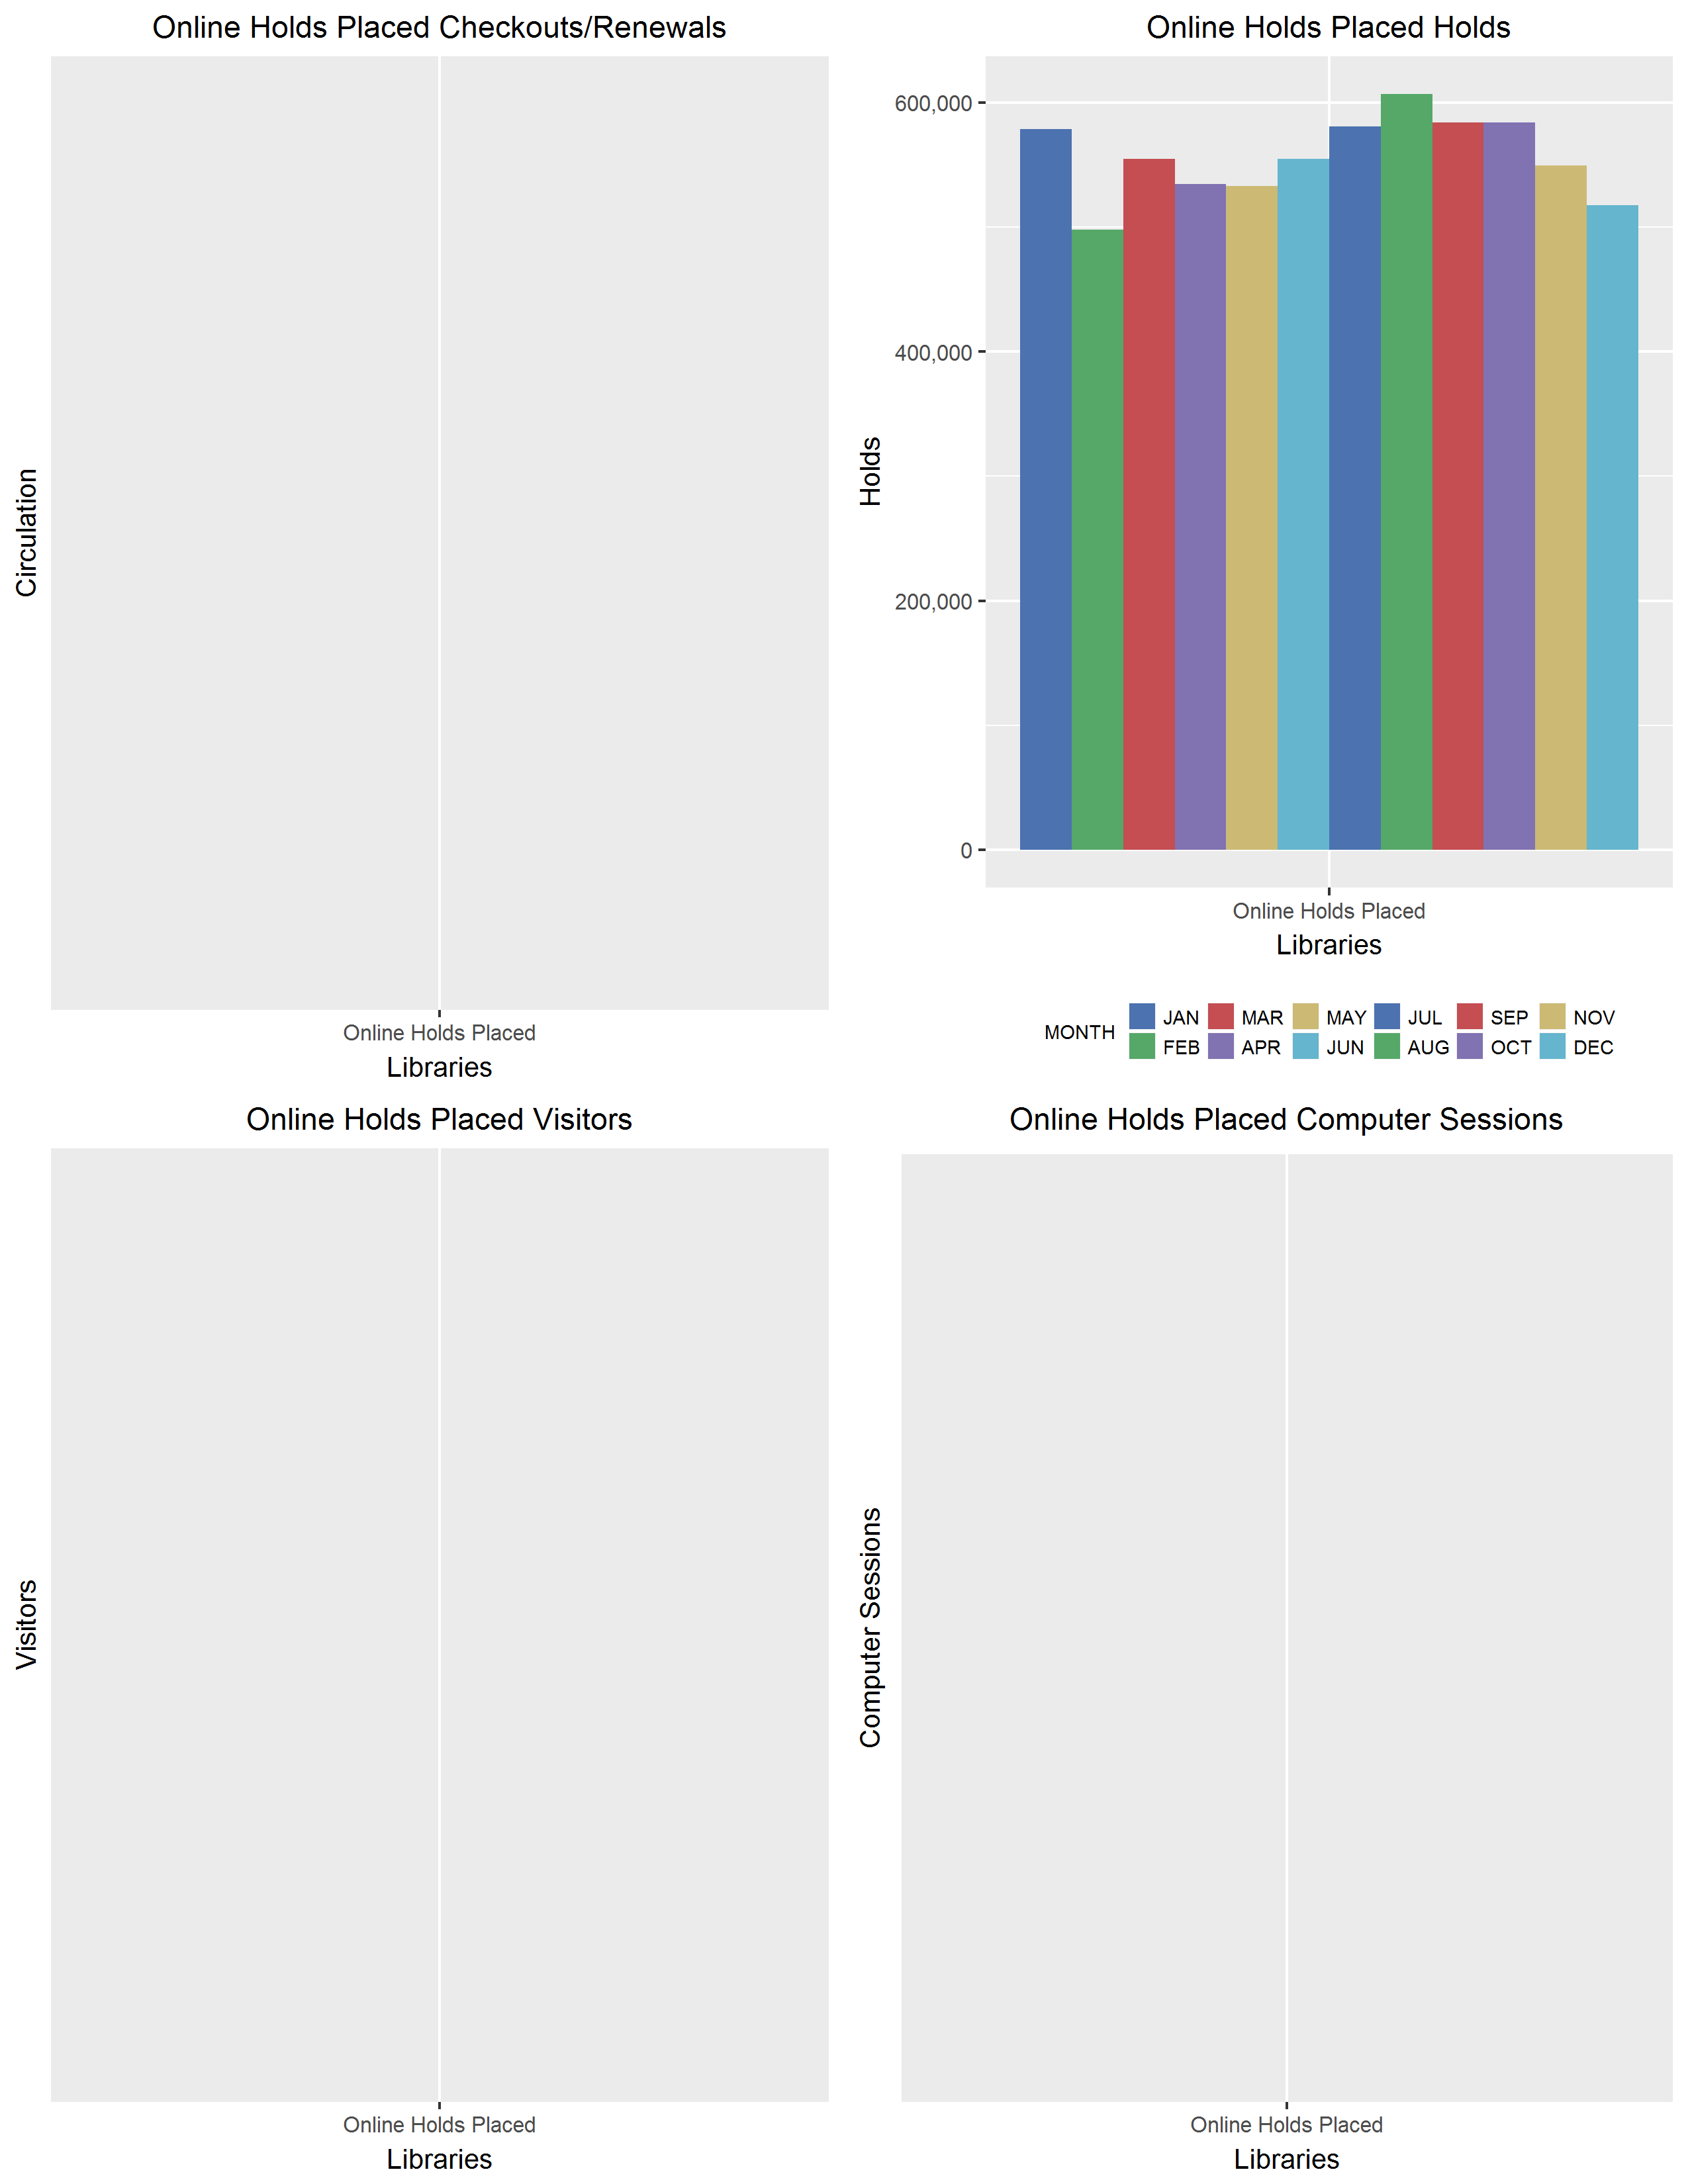 Online Holds Placed Checkouts/Renewals
Circulation
Online Holds Placed
Libraries
Online Holds Placed Holds
Holds
600,000
400,000
200,000
0
Online Holds Placed
Libraries
MONTH
JAN MAR MAY JUL SEP NOV
FEB APR JUN AUG OCT DEC
Online Holds Placed Visitors
Visitors
Online Holds Placed
Libraries
Online Holds Placed Computer Sessions
Computer Sessions
Online Holds Placed
Libraries